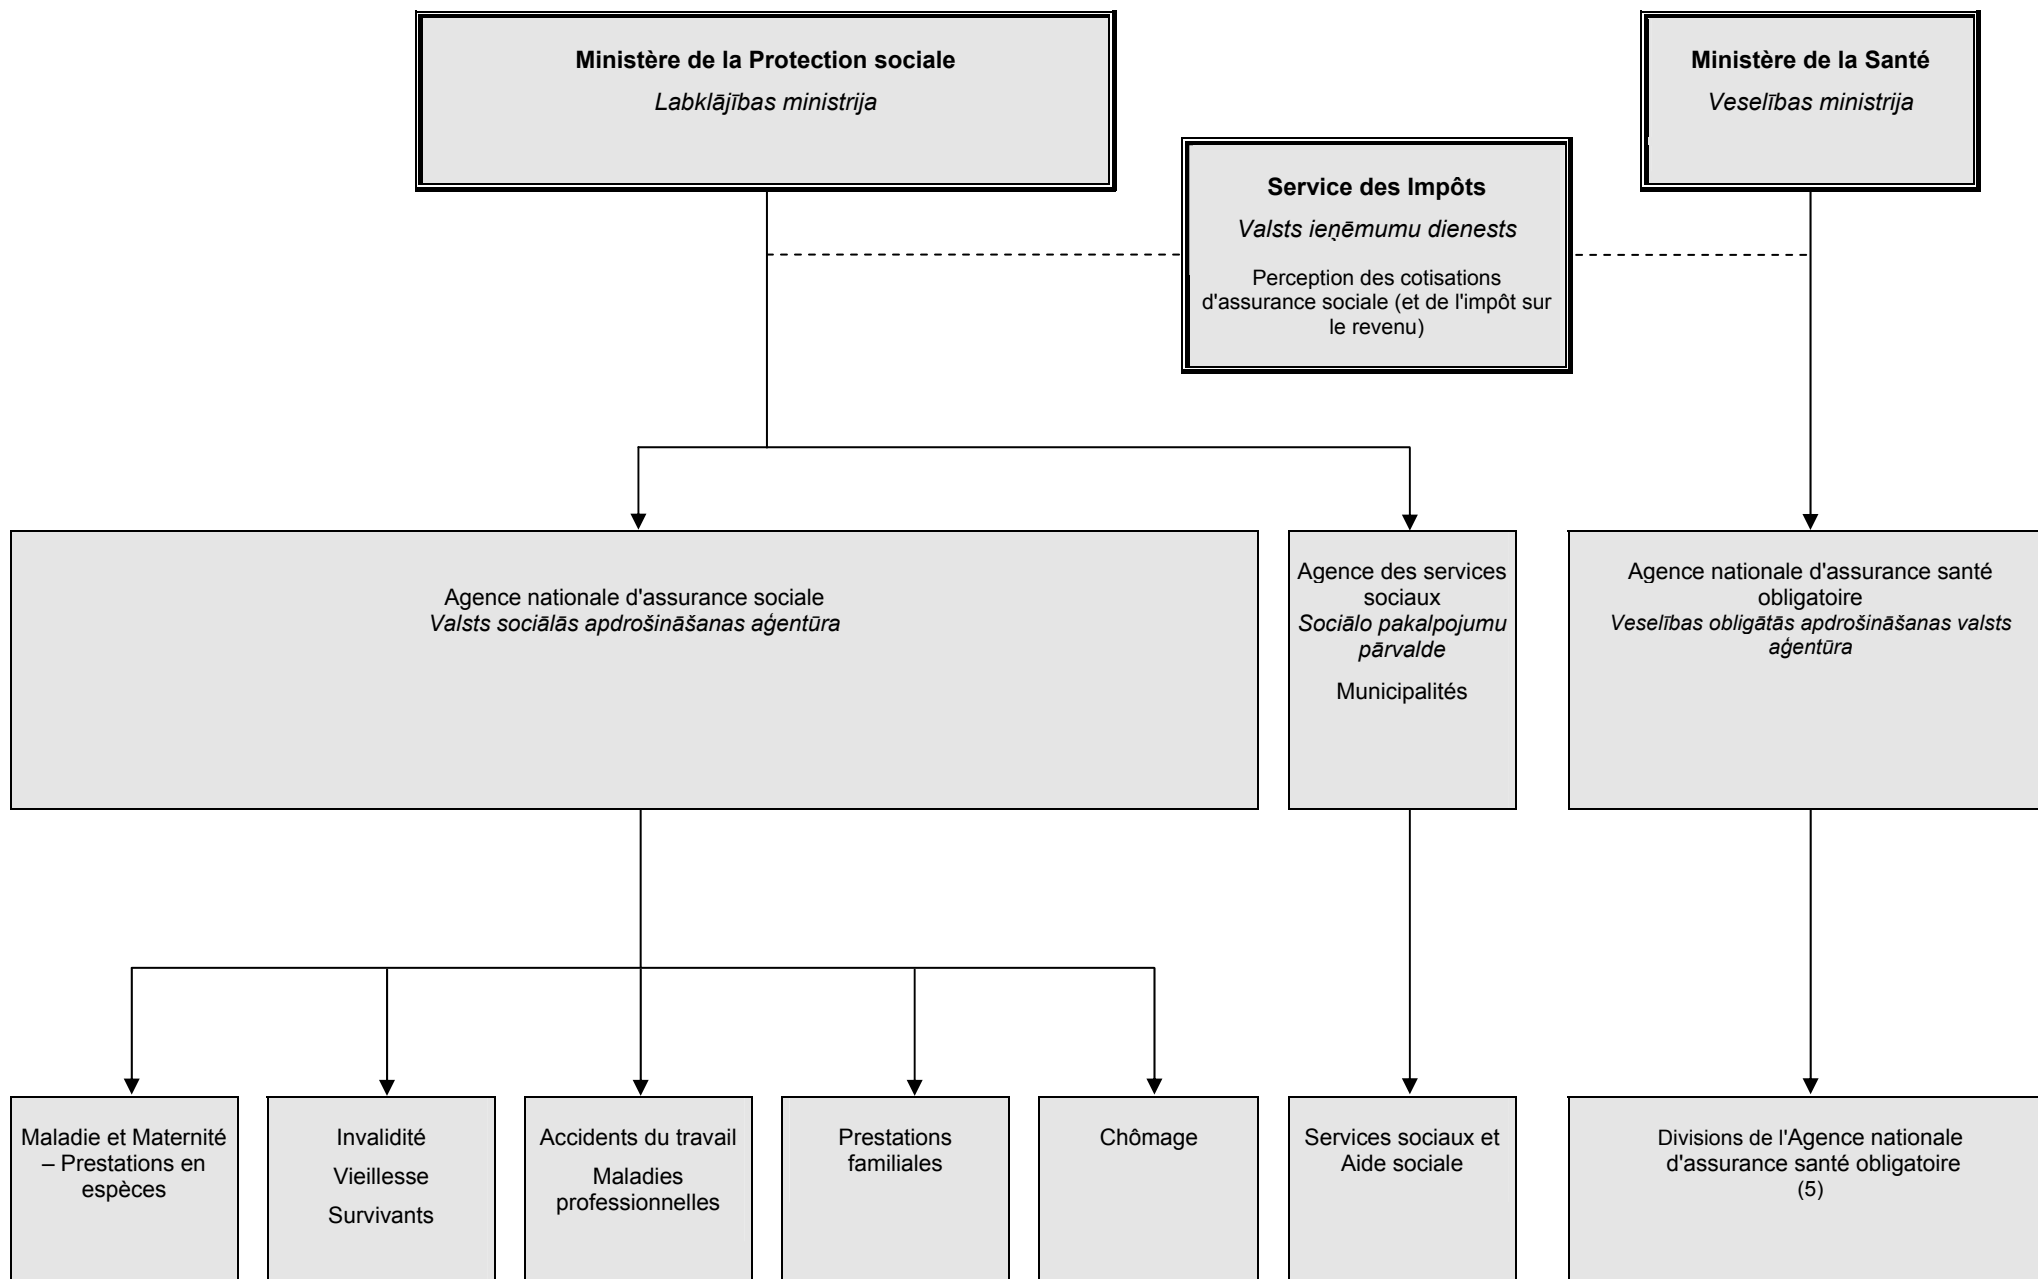 Ministère de la Protection sociale
Labklājības ministrija
Ministère de la Santé
Veselības ministrija
Service des Impôts
Valsts ieņēmumu dienests
Perception des cotisations
d'assurance sociale (et de l'impôt sur
le revenu)
Agence nationale d'assurance sociale
Valsts sociālās apdrošināšanas aģentūra
Agence des services
sociaux
Sociālo pakalpojumu
pārvalde
Municipalités
Agence nationale d'assurance santé
obligatoire
Veselības obligātās apdrošināšanas valsts
aģentūra
Maladie et Maternité
– Prestations en
espèces
Invalidité
Vieillesse
Survivants
Accidents du travail
Maladies
professionnelles
Prestations
familiales
Chômage
Services sociaux et
Aide sociale
Divisions de l'Agence nationale
d'assurance santé obligatoire
(5)